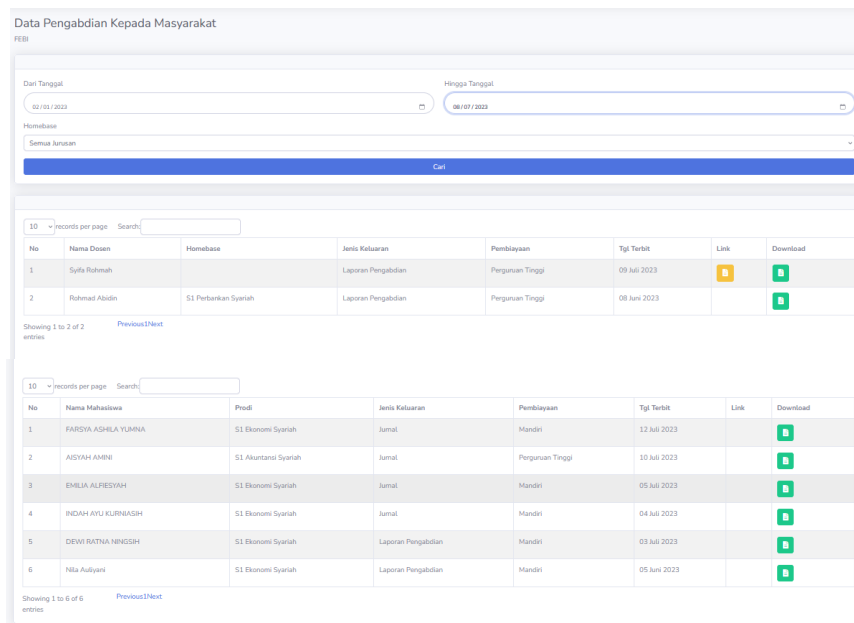 Data Pengabdian Kepada Masyarakat
FEBI
Dari Tanggal Hingga Tanggal
02/01/2023 08/07/2023
Homebase
Semua Jurusan
Cari
10 records per page Search:
No Nama Dosen Homebase Jenis Keluaran Pembiayaan Tgl Terbit Link Download
1 Syifa Rohmah Laporan Pengabdian Perguruan Tinggi 09 Juli 2023
2 Rohmad Abidin S1 Perbankan Syariah Laporan Pengabdian Perguruan Tinggi 08 Juni 2023
Showing 1 to 2 of 2 Previous1Next
entries
10 records per page Search:
No Nama Mahasiswa Prodi Jenis Keluaran Pembiayaan Tgl Terbit Link Download
1 FARSYA ASHILA YUMNA S1 Ekonomi Syariah Jurnal Mandiri 12 Juli 2023
2 AISYAH AMINI S1 Akuntansi Syariah Jurnal Perguruan Tinggi 10 Juli 2023
3 EMILIA ALFIESYAH S1 Ekonomi Syariah Jurnal Mandiri 05 Juli 2023
4 INDAH AYU KURNIASIH S1 Ekonomi Syariah Jurnal Mandiri 04 Juli 2023
5 DEWI RATNA NINGSIH S1 Ekonomi Syariah Laporan Pengabdian Mandiri 03 Juli 2023
6 Nila Auliyani S1 Ekonomi Syariah Laporan Pengabdian Mandiri 05 Juni 2023
Showing 1 to 6 of 6 Previous1Next
entries